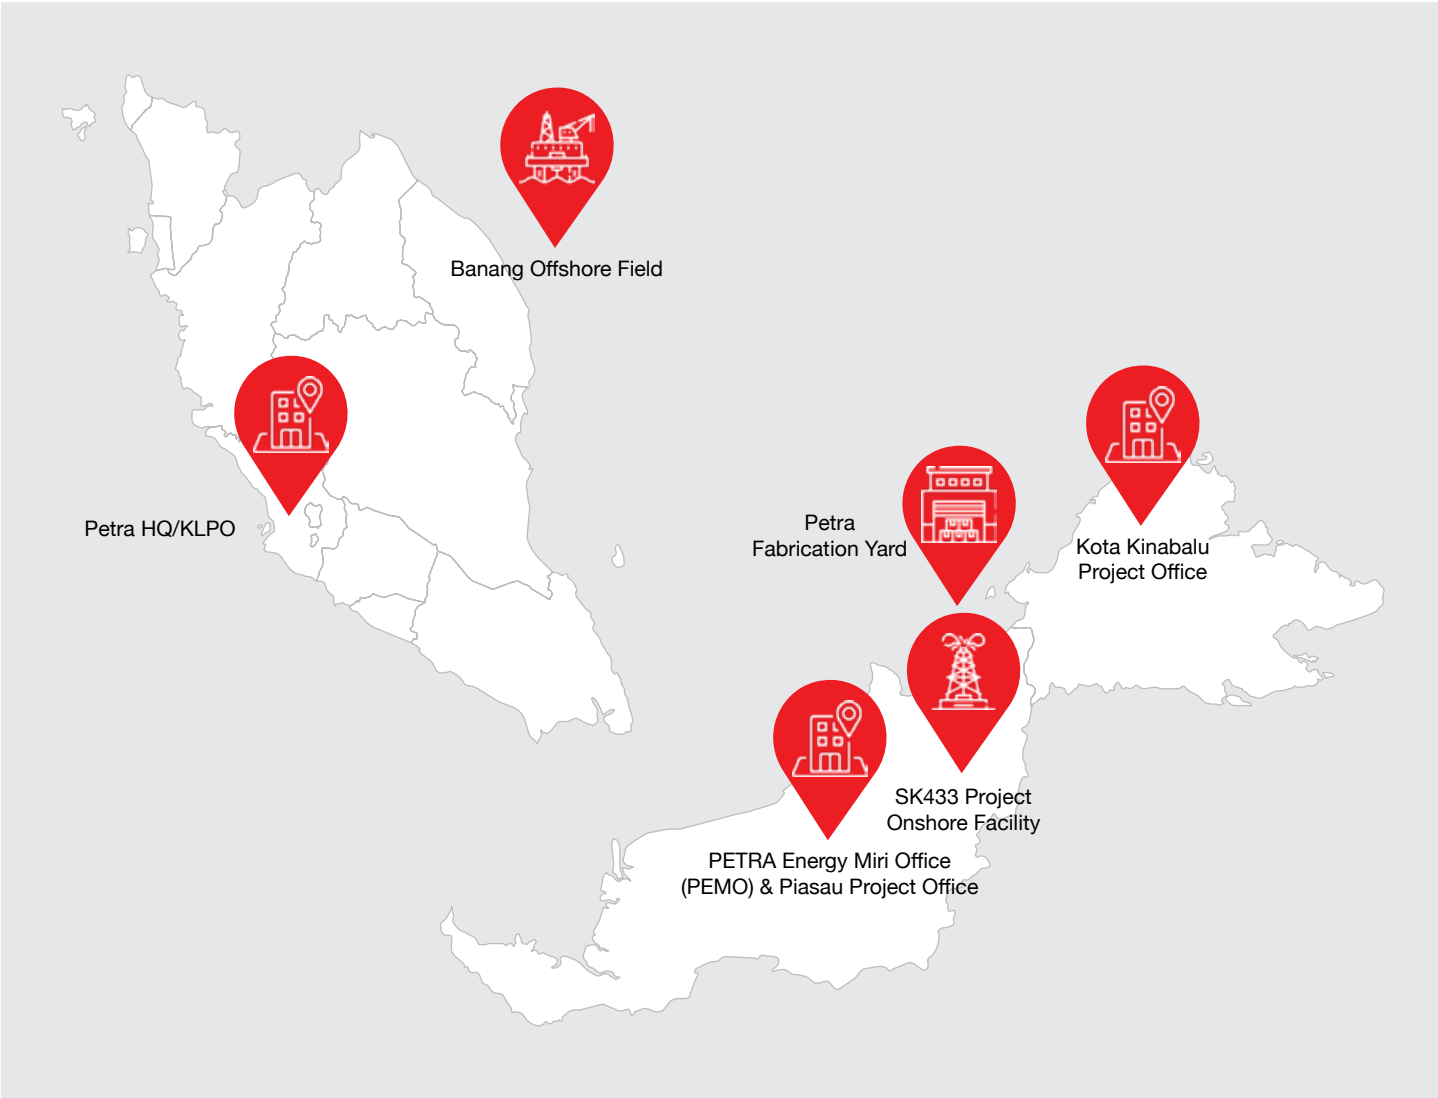 Banang Offshore Field
Petra HQ/KLPO
Petra
Fabrication Yard
Kota Kinabalu
Project Office
SK433 Project
Onshore Facility
PETRA Energy Miri Office
(PEMO) & Piasau Project Office